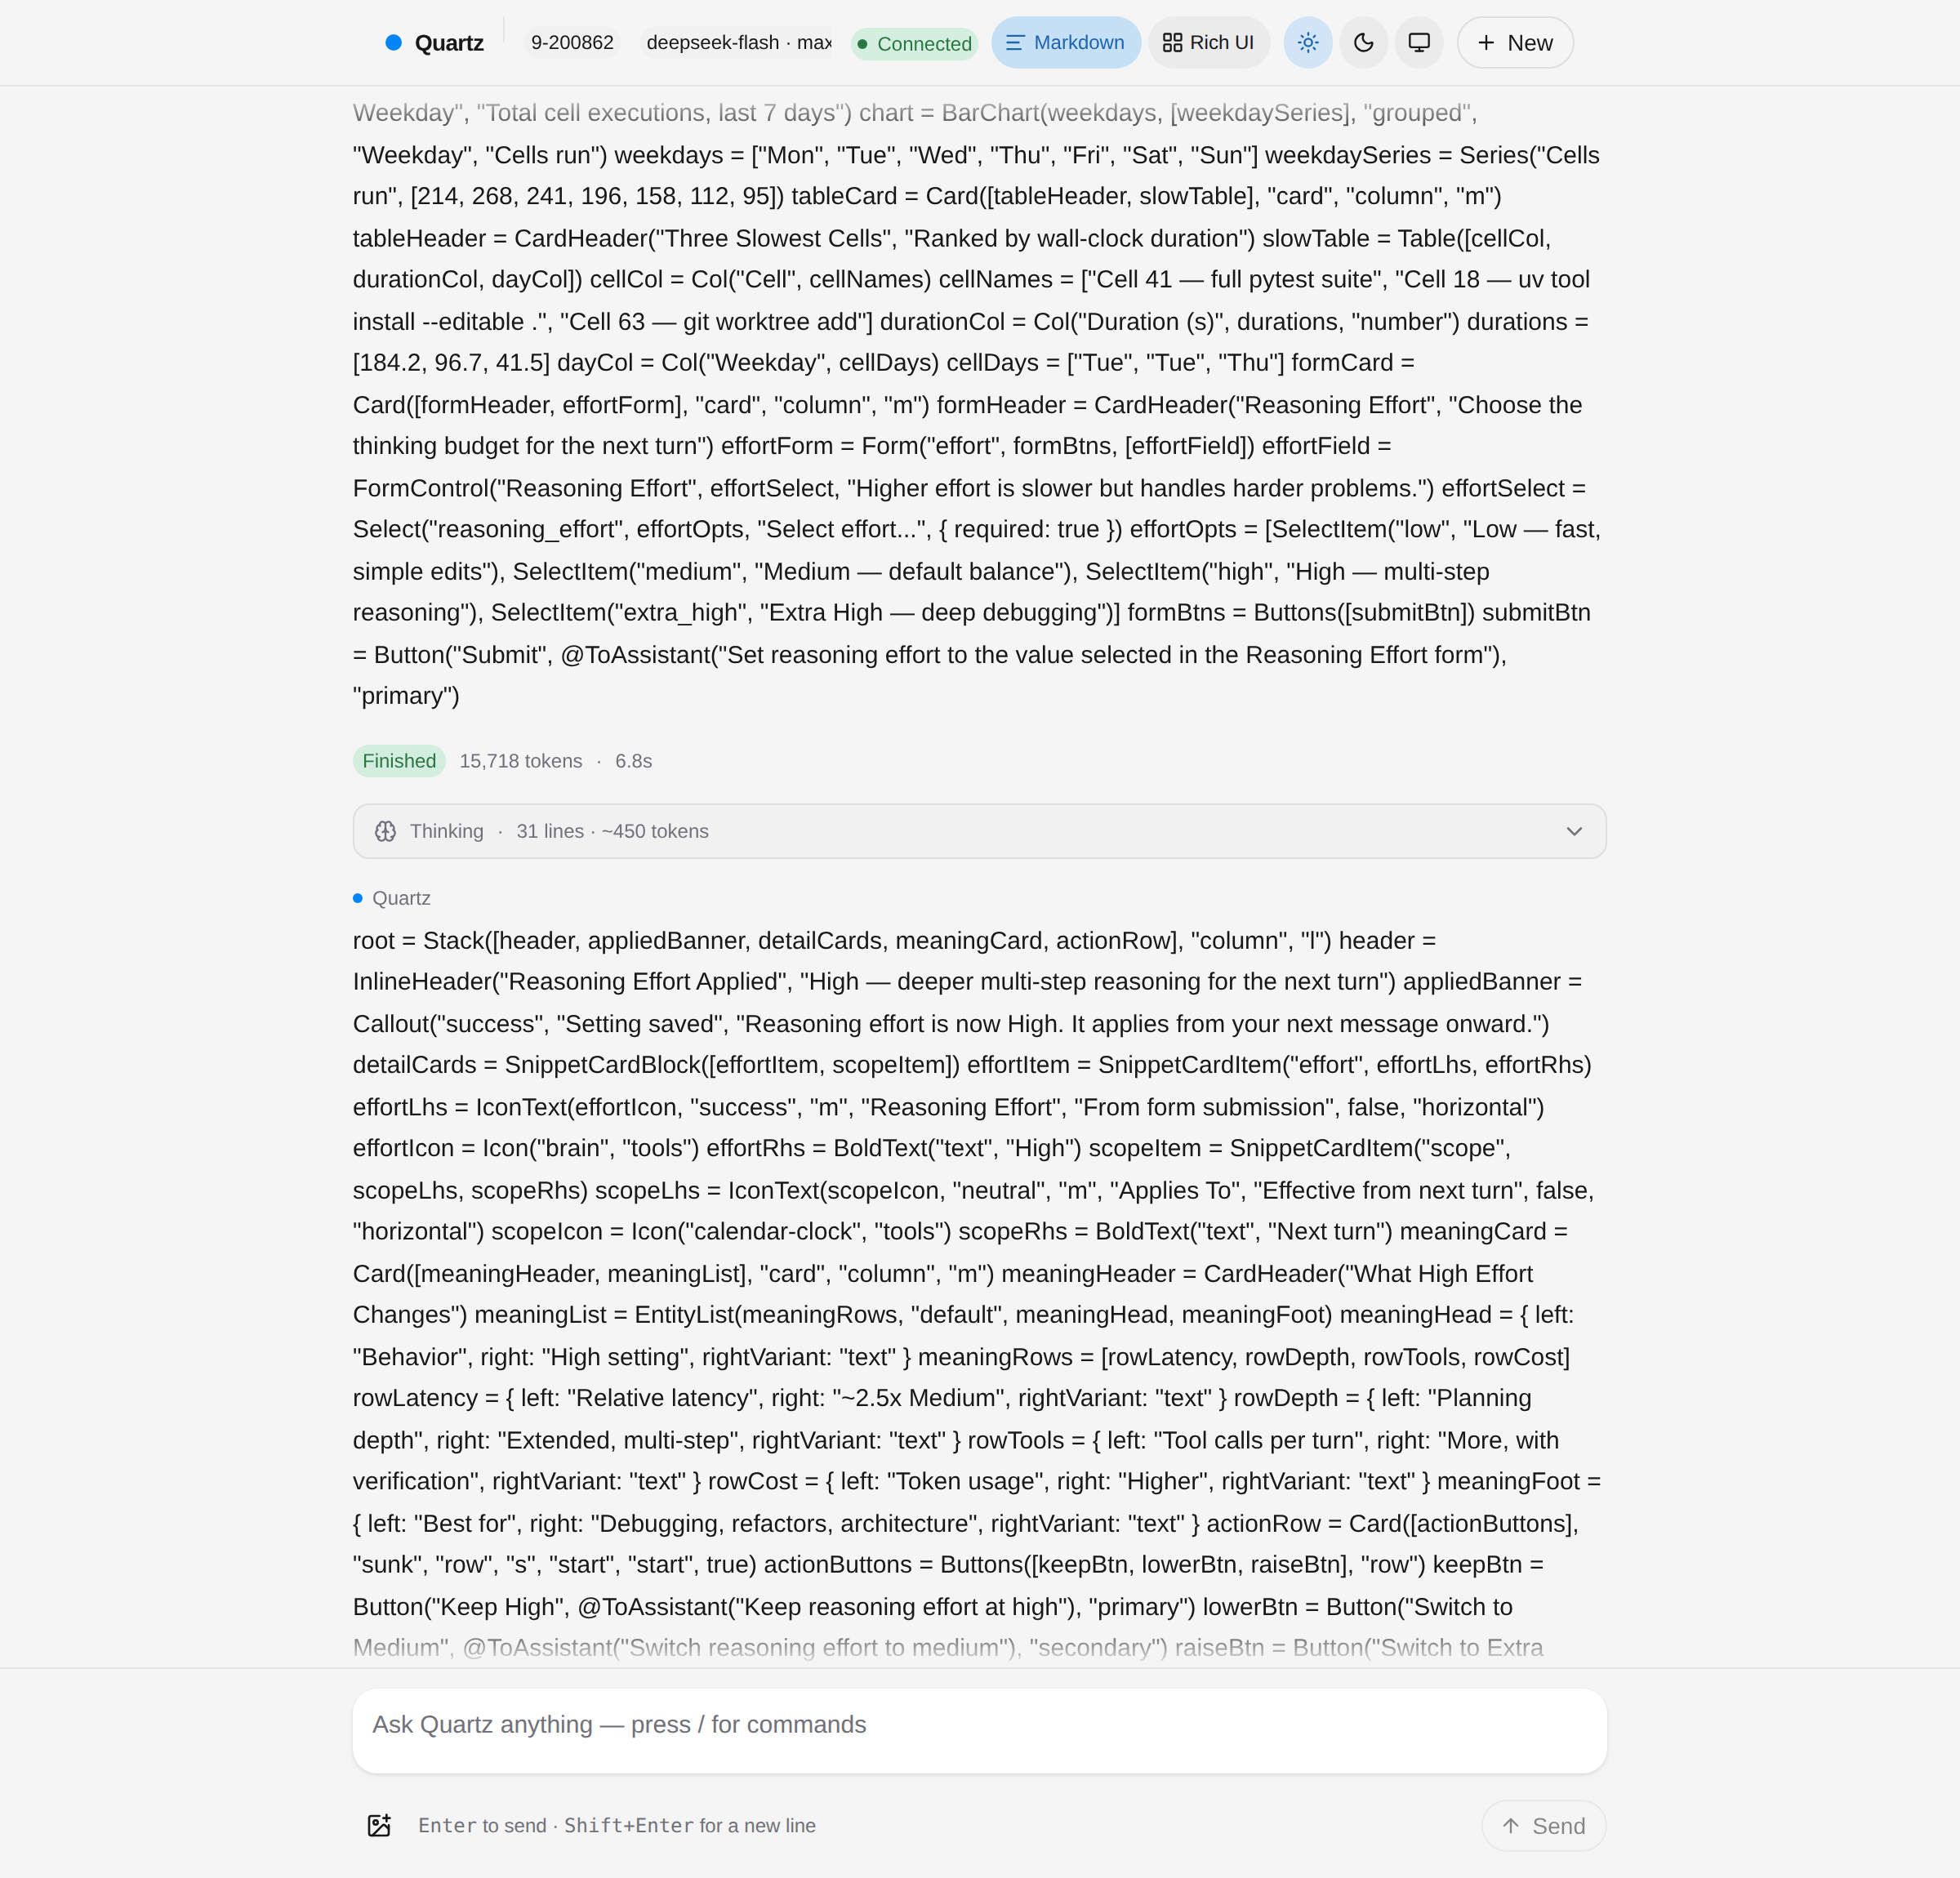 Quartz
9-200862
deepseek-flash · max
Connected
Markdown
Rich UI
New
Weekday", "Total cell executions, last 7 days") chart = BarChart(weekdays, [weekdaySeries], "grouped",
"Weekday", "Cells run") weekdays = ["Mon", "Tue", "Wed", "Thu", "Fri", "Sat", "Sun"] weekdaySeries = Series("Cells
run", [214, 268, 241, 196, 158, 112, 95]) tableCard = Card([tableHeader, slowTable], "card", "column", "m")
tableHeader = CardHeader("Three Slowest Cells", "Ranked by wall-clock duration") slowTable = Table([cellCol,
durationCol, dayCol]) cellCol = Col("Cell", cellNames) cellNames = ["Cell 41 — full pytest suite", "Cell 18 — uv tool
install --editable .", "Cell 63 — git worktree add"] durationCol = Col("Duration (s)", durations, "number") durations =
[184.2, 96.7, 41.5] dayCol = Col("Weekday", cellDays) cellDays = ["Tue", "Tue", "Thu"] formCard =
Card([formHeader, effortForm], "card", "column", "m") formHeader = CardHeader("Reasoning Effort", "Choose the
thinking budget for the next turn") effortForm = Form("effort", formBtns, [effortField]) effortField =
FormControl("Reasoning Effort", effortSelect, "Higher effort is slower but handles harder problems.") effortSelect =
Select("reasoning_effort", effortOpts, "Select effort...", { required: true }) effortOpts = [SelectItem("low", "Low — fast,
simple edits"), SelectItem("medium", "Medium — default balance"), SelectItem("high", "High — multi-step
reasoning"), SelectItem("extra_high", "Extra High — deep debugging")] formBtns = Buttons([submitBtn]) submitBtn
= Button("Submit", @ToAssistant("Set reasoning effort to the value selected in the Reasoning Effort form"),
"primary")
Finished 15,718 tokens · 6.8s
Thinking · 31 lines · ~450 tokens
Quartz
root = Stack([header, appliedBanner, detailCards, meaningCard, actionRow], "column", "l") header =
InlineHeader("Reasoning Effort Applied", "High — deeper multi-step reasoning for the next turn") appliedBanner =
Callout("success", "Setting saved", "Reasoning effort is now High. It applies from your next message onward.")
detailCards = SnippetCardBlock([effortItem, scopeItem]) effortItem = SnippetCardItem("effort", effortLhs, effortRhs)
effortLhs = IconText(effortIcon, "success", "m", "Reasoning Effort", "From form submission", false, "horizontal")
effortIcon = Icon("brain", "tools") effortRhs = BoldText("text", "High") scopeItem = SnippetCardItem("scope",
scopeLhs, scopeRhs) scopeLhs = IconText(scopeIcon, "neutral", "m", "Applies To", "Effective from next turn", false,
"horizontal") scopeIcon = Icon("calendar-clock", "tools") scopeRhs = BoldText("text", "Next turn") meaningCard =
Card([meaningHeader, meaningList], "card", "column", "m") meaningHeader = CardHeader("What High Effort
Changes") meaningList = EntityList(meaningRows, "default", meaningHead, meaningFoot) meaningHead = { left:
"Behavior", right: "High setting", rightVariant: "text" } meaningRows = [rowLatency, rowDepth, rowTools, rowCost]
rowLatency = { left: "Relative latency", right: "~2.5x Medium", rightVariant: "text" } rowDepth = { left: "Planning
depth", right: "Extended, multi-step", rightVariant: "text" } rowTools = { left: "Tool calls per turn", right: "More, with
verification", rightVariant: "text" } rowCost = { left: "Token usage", right: "Higher", rightVariant: "text" } meaningFoot =
{ left: "Best for", right: "Debugging, refactors, architecture", rightVariant: "text" } actionRow = Card([actionButtons],
"sunk", "row", "s", "start", "start", true) actionButtons = Buttons([keepBtn, lowerBtn, raiseBtn], "row") keepBtn =
Button("Keep High", @ToAssistant("Keep reasoning effort at high"), "primary") lowerBtn = Button("Switch to
Medium", @ToAssistant("Switch reasoning effort to medium"), "secondary") raiseBtn = Button("Switch to Extra
Ask Quartz anything — press / for commands
Enter to send · Shift+Enter for a new line
Send